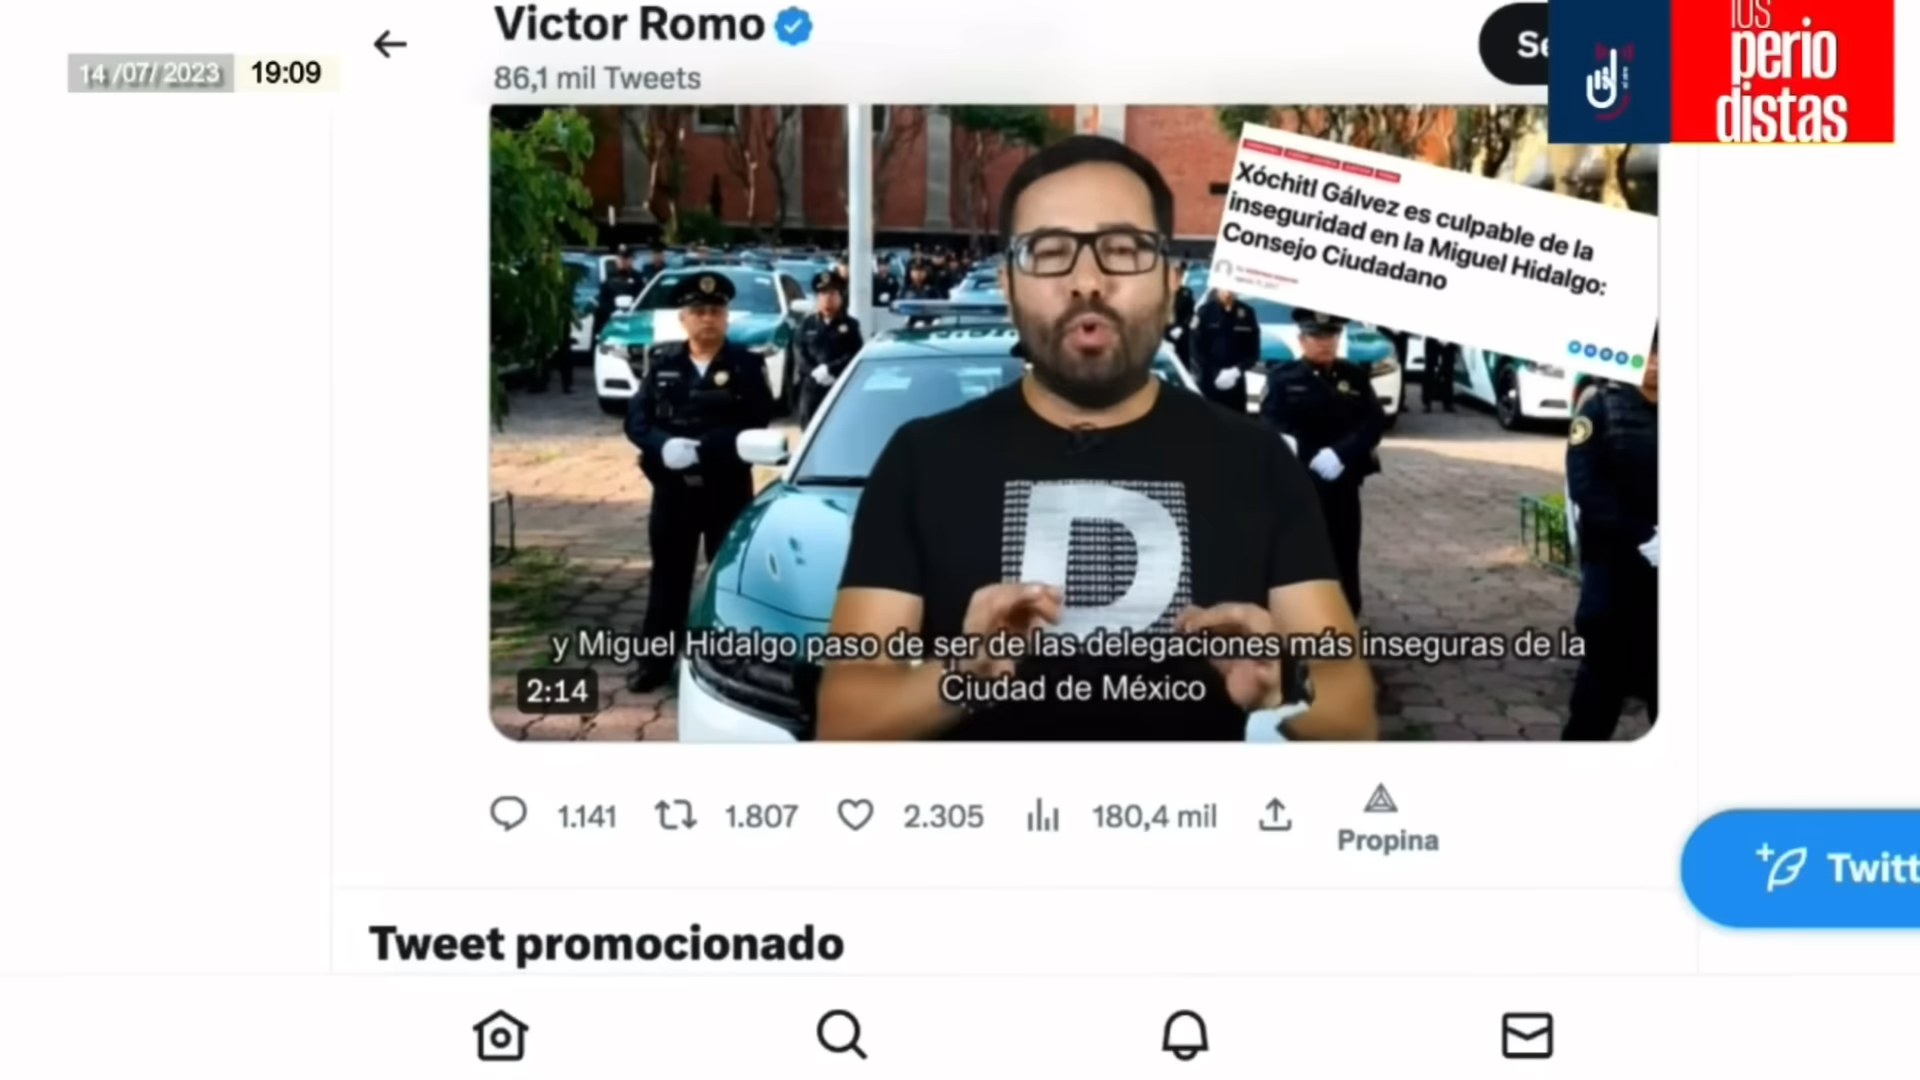 Victor Romo
86,1 mil Tweets
14 /07/ 2023 19:09
los
perio
distas
Xóchitl Gálvez es culpable de la
inseguridad en la Miguel Hidalgo:
Consejo Ciudadano
D
y Miguel Hidalgo paso de ser de las delegaciones más inseguras de la
Ciudad de México
2:14
1.141 1.807 2.305 180,4 mil
Propina
Tweet promocionado